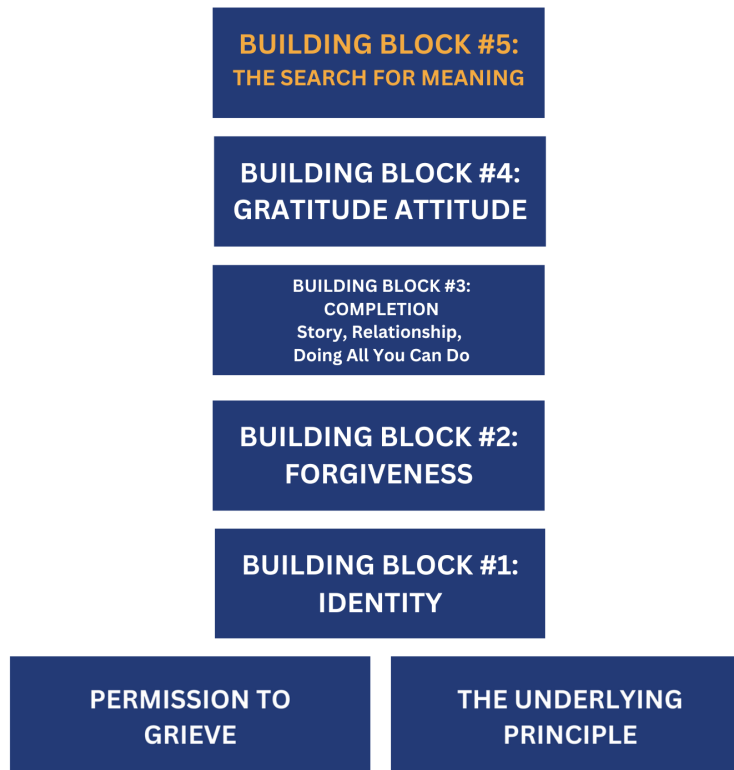 BUILDING BLOCK #5:
THE SEARCH FOR MEANING
BUILDING BLOCK #4:
GRATITUDE ATTITUDE
BUILDING BLOCK #3:
COMPLETION
Story, Relationship,
Doing All You Can Do
BUILDING BLOCK #2:
FORGIVENESS
BUILDING BLOCK #1:
IDENTITY
PERMISSION TO
GRIEVE
THE UNDERLYING
PRINCIPLE